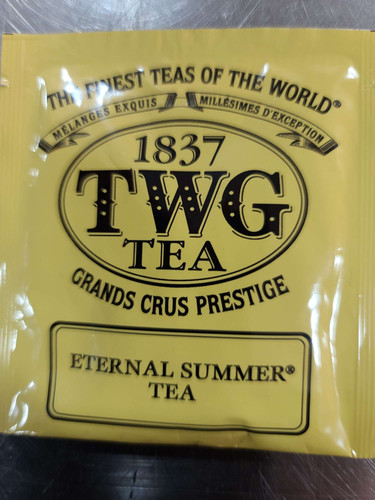 THE FINEST TEAS OF THE WORLD®
MÉLANGES EXQUIS MILLÉSIMES D'EXCEPTION
1837
TWG
TEA
GRANDS CRUS PRESTIGE
ETERNAL SUMMER®
TEA